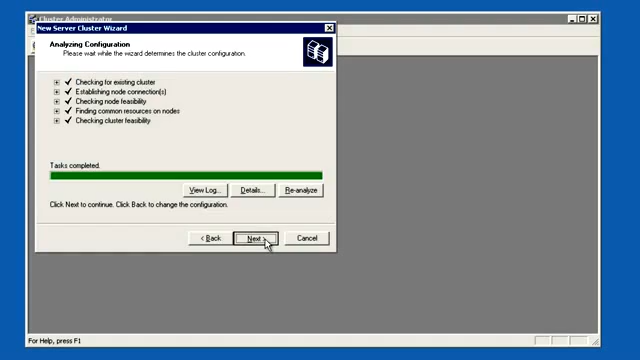 Cluster Administrator
New Server Cluster Wizard
Analyzing Configuration
Please wait while the wizard determines the cluster configuration.
Checking for existing cluster
Establishing node connection(s)
Checking node feasibility
Finding common resources on nodes
Checking cluster feasibility
Tasks completed.
View Log... Details... Re-analyze
Click Next to continue. Click Back to change the configuration.
< Back Next > Cancel
For Help, press F1